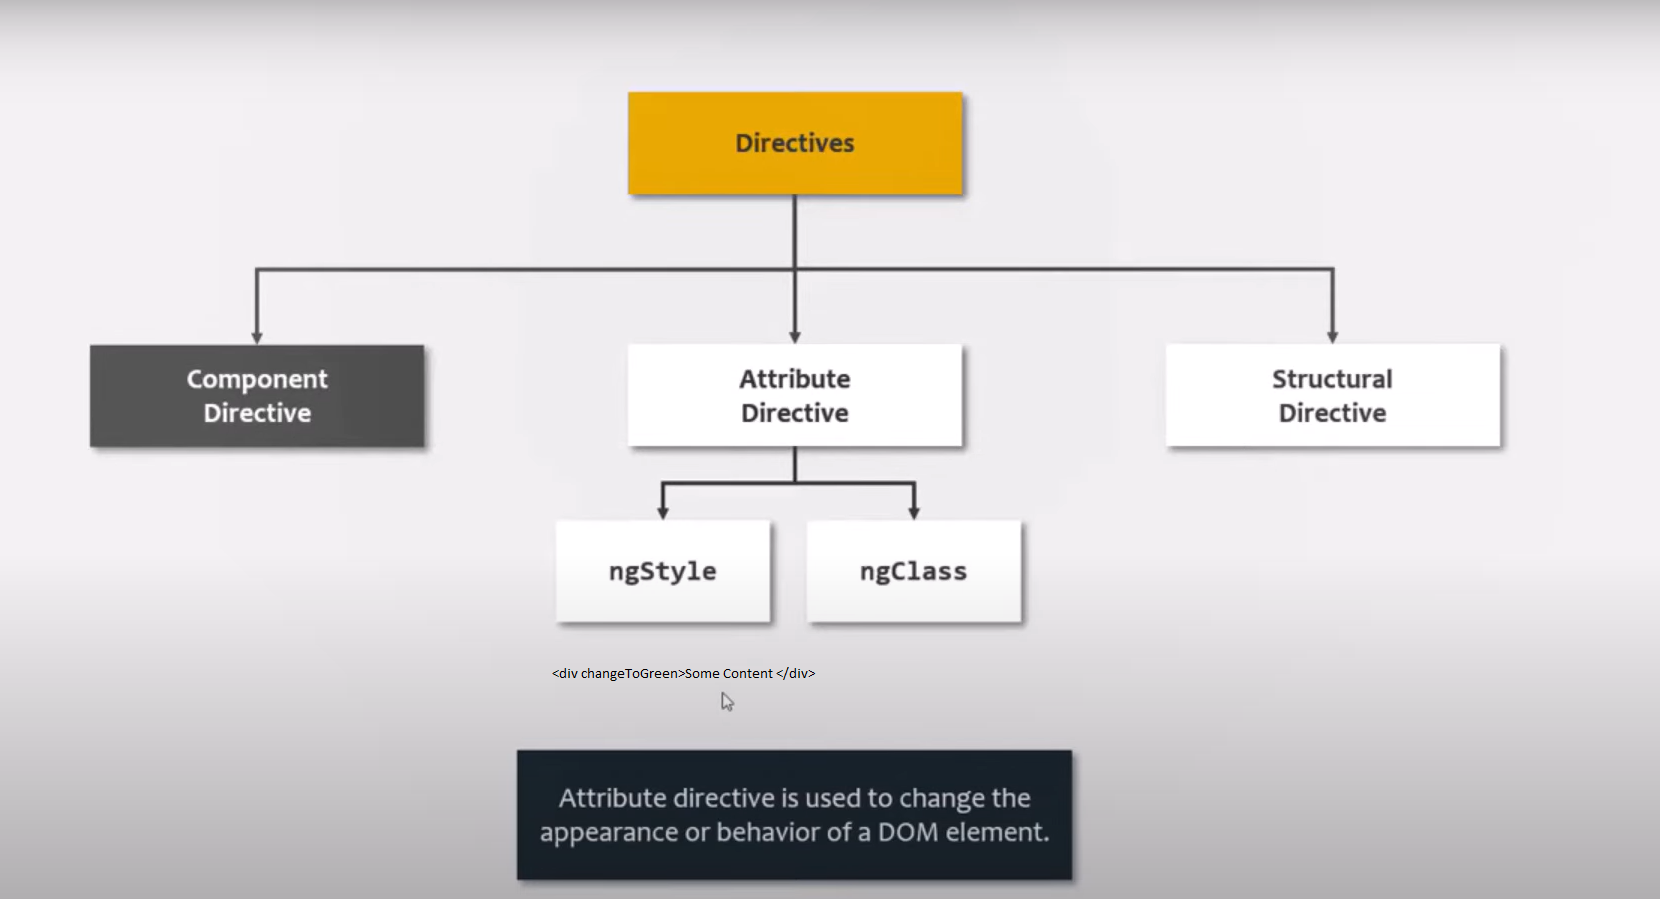 Directives
Component
Directive
Attribute
Directive
Structural
Directive
ngStyle
ngClass
<div changeToGreen>Some Content </div>
Attribute directive is used to change the
appearance or behavior of a DOM element.